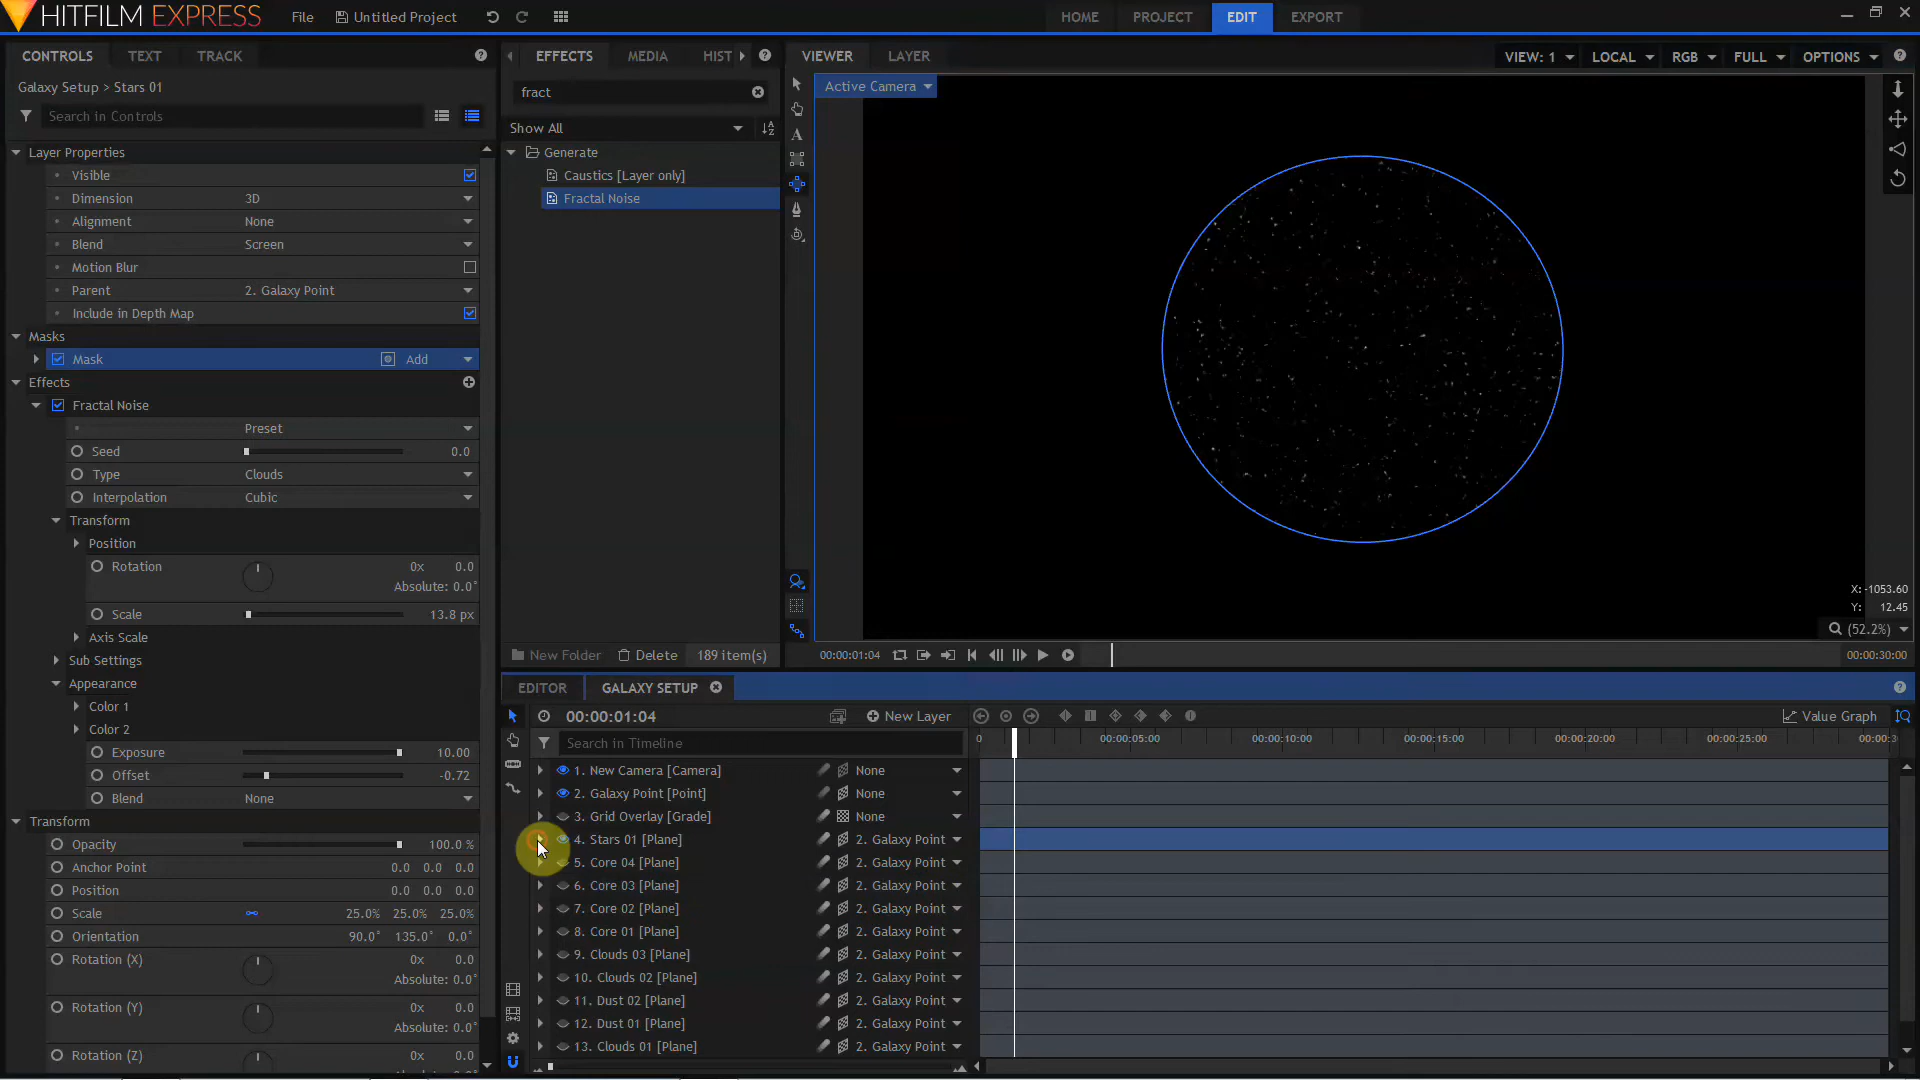 HITFILM EXPRESS
File
Untitled Project
HOME
PROJECT
EDIT
EXPORT
CONTROLS
TEXT
TRACK
Galaxy Setup > Stars 01
Search in Controls
Layer Properties
Visible
Dimension 3D
Alignment None
Blend Screen
Motion Blur
Parent 2. Galaxy Point
Include in Depth Map
Masks
Mask Add
Effects
Fractal Noise
Preset
Seed 0.0
Type Clouds
Interpolation Cubic
Transform
Position
Rotation 0x 0.0
Absolute: 0.0°
Scale 13.8 px
Axis Scale
Sub Settings
Appearance
Color 1
Color 2
Exposure 10.00
Offset -0.72
Blend None
Transform
Opacity 100.0 %
Anchor Point 0.0 0.0 0.0
Position 0.0 0.0 0.0
Scale 25.0% 25.0% 25.0%
Orientation 90.0° 135.0° 0.0°
Rotation (X) 0x 0.0
Absolute: 0.0°
Rotation (Y) 0x 0.0
Absolute: 0.0°
Rotation (Z) 0x 0.0
EFFECTS
MEDIA
HIST
fract
Show All
Generate
Caustics [Layer only]
Fractal Noise
New Folder
Delete
189 item(s)
VIEWER
LAYER
VIEW: 1
LOCAL
RGB
FULL
OPTIONS
Active Camera
A
X: -1053.60
Y: 12.45
(52.2%)
00:00:01:04
00:00:30:00
EDITOR
GALAXY SETUP
00:00:01:04
New Layer
Value Graph
Search in Timeline
0
00:00:05:00
00:00:10:00
00:00:15:00
00:00:20:00
00:00:25:00
1. New Camera [Camera] None
2. Galaxy Point [Point] None
3. Grid Overlay [Grade] None
4. Stars 01 [Plane] 2. Galaxy Point
5. Core 04 [Plane] 2. Galaxy Point
6. Core 03 [Plane] 2. Galaxy Point
7. Core 02 [Plane] 2. Galaxy Point
8. Core 01 [Plane] 2. Galaxy Point
9. Clouds 03 [Plane] 2. Galaxy Point
10. Clouds 02 [Plane] 2. Galaxy Point
11. Dust 02 [Plane] 2. Galaxy Point
12. Dust 01 [Plane] 2. Galaxy Point
13. Clouds 01 [Plane] 2. Galaxy Point